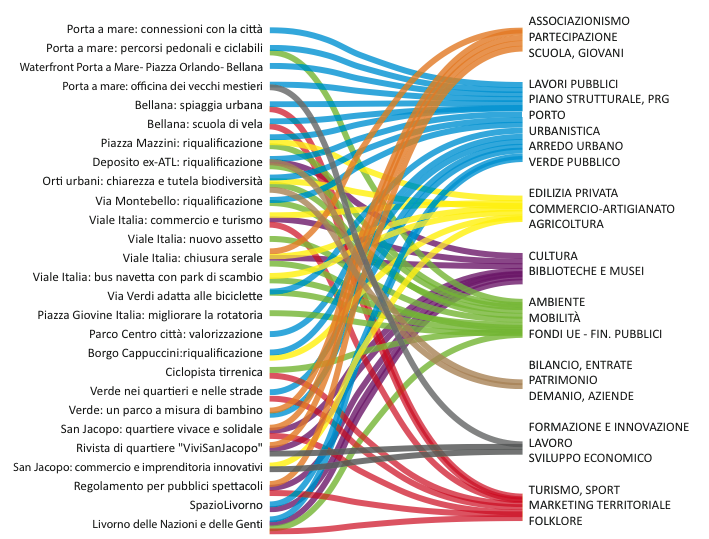 Porta a mare: connessioni con la città
Porta a mare: percorsi pedonali e ciclabili
Waterfront Porta a Mare- Piazza Orlando- Bellana
Porta a mare: officina dei vecchi mestieri
Bellana: spiaggia urbana
Bellana: scuola di vela
Piazza Mazzini: riqualificazione
Deposito ex-ATL: riqualificazione
Orti urbani: chiarezza e tutela biodiversità
Via Montebello: riqualificazione
Viale Italia: commercio e turismo
Viale Italia: nuovo assetto
Viale Italia: chiusura serale
Viale Italia: bus navetta con park di scambio
Via Verdi adatta alle biciclette
Piazza Giovine Italia: migliorare la rotatoria
Parco Centro città: valorizzazione
Borgo Cappuccini:riqualificazione
Ciclopista tirrenica
Verde nei quartieri e nelle strade
Verde: un parco a misura di bambino
San Jacopo: quartiere vivace e solidale
Rivista di quartiere "ViviSanJacopo"
San Jacopo: commercio e imprenditoria innovativi
Regolamento per pubblici spettacoli
SpazioLivorno
Livorno delle Nazioni e delle Genti
ASSOCIAZIONISMO
PARTECIPAZIONE
SCUOLA, GIOVANI
LAVORI PUBBLICI
PIANO STRUTTURALE, PRG
PORTO
URBANISTICA
ARREDO URBANO
VERDE PUBBLICO
EDILIZIA PRIVATA
COMMERCIO-ARTIGIANATO
AGRICOLTURA
CULTURA
BIBLIOTECHE E MUSEI
AMBIENTE
MOBILITÀ
FONDI UE - FIN. PUBBLICI
BILANCIO, ENTRATE
PATRIMONIO
DEMANIO, AZIENDE
FORMAZIONE E INNOVAZIONE
LAVORO
SVILUPPO ECONOMICO
TURISMO, SPORT
MARKETING TERRITORIALE
FOLKLORE